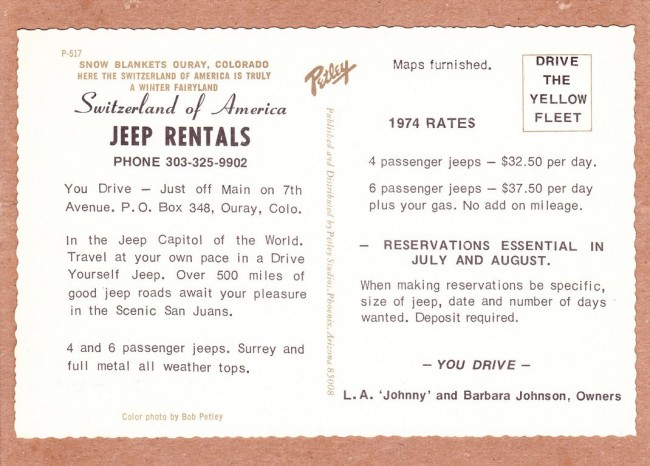 P-517
SNOW BLANKETS OURAY, COLORADO
HERE THE SWITZERLAND OF AMERICA IS TRULY
A WINTER FAIRYLAND
Switzerland of America
JEEP RENTALS
PHONE 303-325-9902
You Drive — Just off Main on 7th
Avenue. P.O. Box 348, Ouray, Colo.
In the Jeep Capitol of the World.
Travel at your own pace in a Drive
Yourself Jeep. Over 500 miles of
good jeep roads await your pleasure
in the Scenic San Juans.
4 and 6 passenger jeeps. Surrey and
full metal all weather tops.
Color photo by Bob Petley
Petley
Published and Distributed by Petley Studios, Phoenix, Arizona 85008
Maps furnished.
DRIVE
THE
YELLOW
FLEET
1974 RATES
4 passenger jeeps — $32.50 per day.
6 passenger jeeps — $37.50 per day
plus your gas. No add on mileage.
— RESERVATIONS ESSENTIAL IN
JULY AND AUGUST.
When making reservations be specific,
size of jeep, date and number of days
wanted. Deposit required.
— YOU DRIVE —
L.A. 'Johnny' and Barbara Johnson, Owners